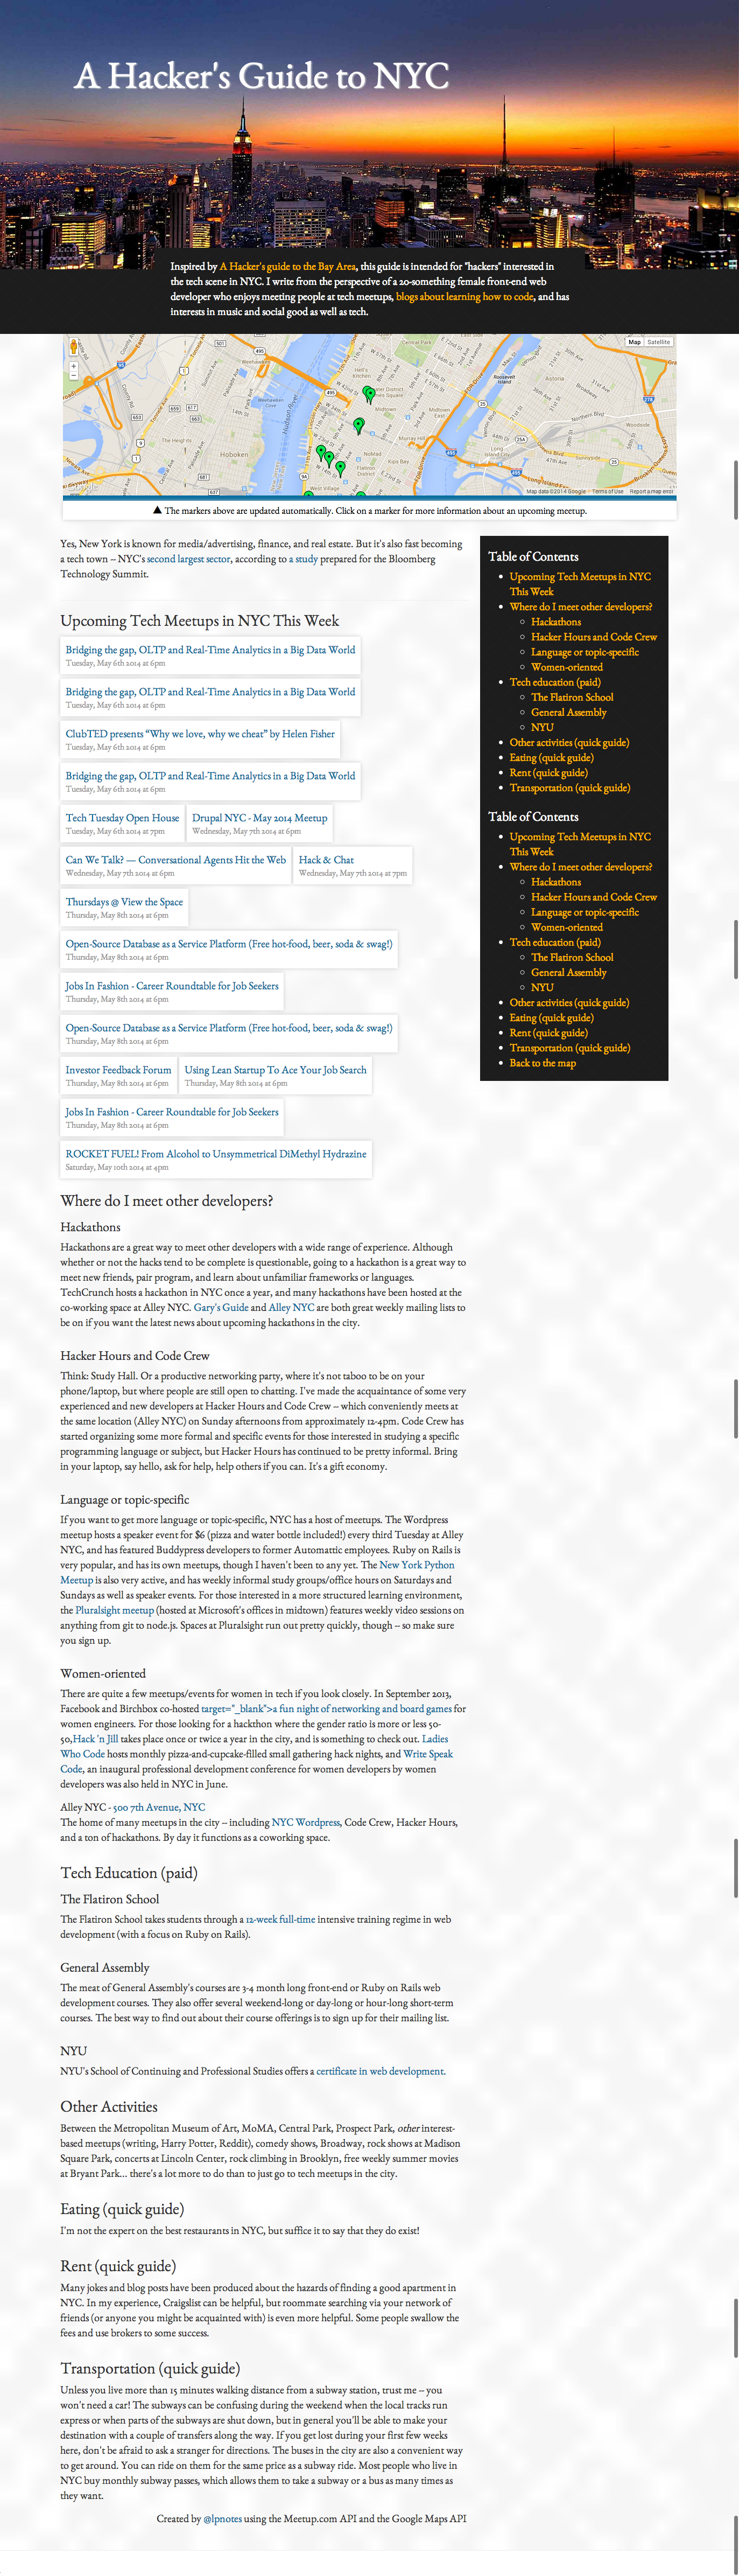 A Hacker's Guide to NYC
Inspired by A Hacker's guide to the Bay Area, this guide is intended for "hackers" interested in
the tech scene in NYC. I write from the perspective of a 20-something female front-end web
developer who enjoys meeting people at tech meetups, blogs about learning how to code, and has
interests in music and social good as well as tech.
Map Satellite
Hoboken
Hudson River
Midtown
Astoria
Woodside
Map data ©2014 Google Terms of Use Report a map error
▲ The markers above are updated automatically. Click on a marker for more information about an upcoming meetup.
Yes, New York is known for media/advertising, finance, and real estate. But it's also fast becoming
a tech town -- NYC's second largest sector, according to a study prepared for the Bloomberg
Technology Summit.
Upcoming Tech Meetups in NYC This Week
Bridging the gap, OLTP and Real-Time Analytics in a Big Data World
Tuesday, May 6th 2014 at 6pm
Bridging the gap, OLTP and Real-Time Analytics in a Big Data World
Tuesday, May 6th 2014 at 6pm
ClubTED presents “Why we love, why we cheat” by Helen Fisher
Tuesday, May 6th 2014 at 6pm
Bridging the gap, OLTP and Real-Time Analytics in a Big Data World
Tuesday, May 6th 2014 at 6pm
Tech Tuesday Open House
Tuesday, May 6th 2014 at 7pm
Drupal NYC - May 2014 Meetup
Wednesday, May 7th 2014 at 6pm
Can We Talk? — Conversational Agents Hit the Web
Wednesday, May 7th 2014 at 6pm
Hack & Chat
Wednesday, May 7th 2014 at 7pm
Thursdays @ View the Space
Thursday, May 8th 2014 at 6pm
Open-Source Database as a Service Platform (Free hot-food, beer, soda & swag!)
Thursday, May 8th 2014 at 6pm
Jobs In Fashion - Career Roundtable for Job Seekers
Thursday, May 8th 2014 at 6pm
Open-Source Database as a Service Platform (Free hot-food, beer, soda & swag!)
Thursday, May 8th 2014 at 6pm
Investor Feedback Forum
Thursday, May 8th 2014 at 6pm
Using Lean Startup To Ace Your Job Search
Thursday, May 8th 2014 at 6pm
Jobs In Fashion - Career Roundtable for Job Seekers
Thursday, May 8th 2014 at 6pm
ROCKET FUEL! From Alcohol to Unsymmetrical DiMethyl Hydrazine
Saturday, May 10th 2014 at 4pm
Where do I meet other developers?
Hackathons
Hackathons are a great way to meet other developers with a wide range of experience. Although
whether or not the hacks tend to be complete is questionable, going to a hackathon is a great way to
meet new friends, pair program, and learn about unfamiliar frameworks or languages.
TechCrunch hosts a hackathon in NYC once a year, and many hackathons have been hosted at the
co-working space at Alley NYC. Gary's Guide and Alley NYC are both great weekly mailing lists to
be on if you want the latest news about upcoming hackathons in the city.
Hacker Hours and Code Crew
Think: Study Hall. Or a productive networking party, where it's not taboo to be on your
phone/laptop, but where people are still open to chatting. I've made the acquaintance of some very
experienced and new developers at Hacker Hours and Code Crew -- which conveniently meets at
the same location (Alley NYC) on Sunday afternoons from approximately 12-4pm. Code Crew has
started organizing some more formal and specific events for those interested in studying a specific
programming language or subject, but Hacker Hours has continued to be pretty informal. Bring
in your laptop, say hello, ask for help, help others if you can. It's a gift economy.
Language or topic-specific
If you want to get more language or topic-specific, NYC has a host of meetups. The Wordpress
meetup hosts a speaker event for $6 (pizza and water bottle included!) every third Tuesday at Alley
NYC, and has featured Buddypress developers to former Automattic employees. Ruby on Rails is
very popular, and has its own meetups, though I haven't been to any yet. The New York Python
Meetup is also very active, and has weekly informal study groups/office hours on Saturdays and
Sundays as well as speaker events. For those interested in a more structured learning environment,
the Pluralsight meetup (hosted at Microsoft's offices in midtown) features weekly video sessions on
anything from git to node.js. Spaces at Pluralsight run out pretty quickly, though -- so make sure
you sign up.
Women-oriented
There are quite a few meetups/events for women in tech if you look closely. In September 2013,
Facebook and Birchbox co-hosted target="_blank">a fun night of networking and board games for
women engineers. For those looking for a hackthon where the gender ratio is more or less 50-
50,Hack 'n Jill takes place once or twice a year in the city, and is something to check out. Ladies
Who Code hosts monthly pizza-and-cupcake-filled small gathering hack nights, and Write Speak
Code, an inaugural professional development conference for women developers by women
developers was also held in NYC in June.
Alley NYC - 500 7th Avenue, NYC
The home of many meetups in the city -- including NYC Wordpress, Code Crew, Hacker Hours,
and a ton of hackathons. By day it functions as a coworking space.
Tech Education (paid)
The Flatiron School
The Flatiron School takes students through a 12-week full-time intensive training regime in web
development (with a focus on Ruby on Rails).
General Assembly
The meat of General Assembly's courses are 3-4 month long front-end or Ruby on Rails web
development courses. They also offer several weekend-long or day-long or hour-long short-term
courses. The best way to find out about their course offerings is to sign up for their mailing list.
NYU
NYU's School of Continuing and Professional Studies offers a certificate in web development.
Other Activities
Between the Metropolitan Museum of Art, MoMA, Central Park, Prospect Park, other interest-
based meetups (writing, Harry Potter, Reddit), comedy shows, Broadway, rock shows at Madison
Square Park, concerts at Lincoln Center, rock climbing in Brooklyn, free weekly summer movies
at Bryant Park... there's a lot more to do than to just go to tech meetups in the city.
Eating (quick guide)
I'm not the expert on the best restaurants in NYC, but suffice it to say that they do exist!
Rent (quick guide)
Many jokes and blog posts have been produced about the hazards of finding a good apartment in
NYC. In my experience, Craigslist can be helpful, but roommate searching via your network of
friends (or anyone you might be acquainted with) is even more helpful. Some people swallow the
fees and use brokers to some success.
Transportation (quick guide)
Unless you live more than 15 minutes walking distance from a subway station, trust me -- you
won't need a car! The subways can be confusing during the weekend when the local tracks run
express or when parts of the subways are shut down, but in general you'll be able to make your
destination with a couple of transfers along the way. If you get lost during your first few weeks
here, don't be afraid to ask a stranger for directions. The buses in the city are also a convenient way
to get around. You can ride on them for the same price as a subway ride. Most people who live in
NYC buy monthly subway passes, which allows them to take a subway or a bus as many times as
they want.
Created by @lpnotes using the Meetup.com API and the Google Maps API
Table of Contents
Upcoming Tech Meetups in NYC
This Week
Where do I meet other developers?
Hackathons
Hacker Hours and Code Crew
Language or topic-specific
Women-oriented
Tech education (paid)
The Flatiron School
General Assembly
NYU
Other activities (quick guide)
Eating (quick guide)
Rent (quick guide)
Transportation (quick guide)
Table of Contents
Upcoming Tech Meetups in NYC
This Week
Where do I meet other developers?
Hackathons
Hacker Hours and Code Crew
Language or topic-specific
Women-oriented
Tech education (paid)
The Flatiron School
General Assembly
NYU
Other activities (quick guide)
Eating (quick guide)
Rent (quick guide)
Transportation (quick guide)
Back to the map